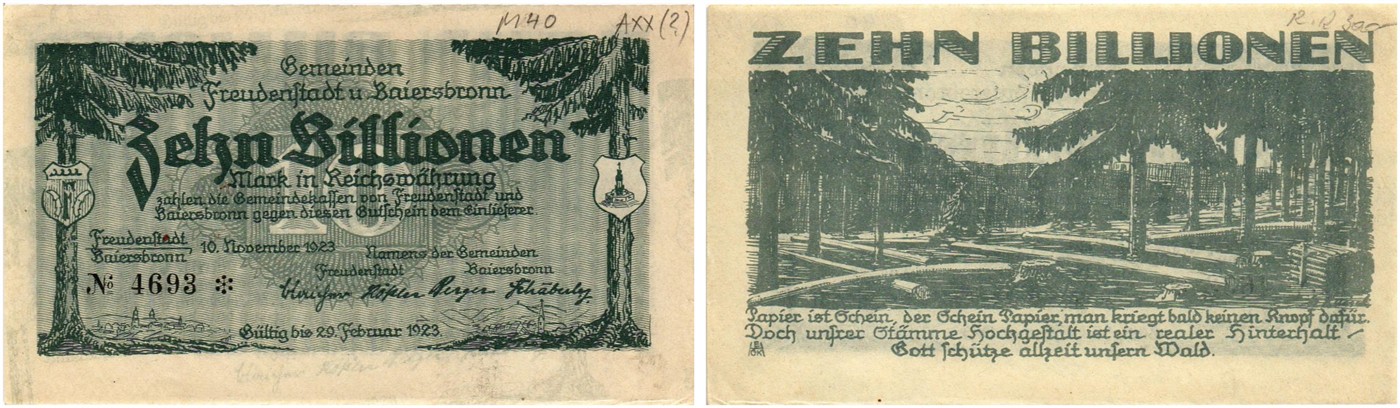 M40 AXX(?)
Gemeinden
Freudenstadt u Baiersbronn
Zehn Billionen
10
Mark in Reichswährung
zahlen die Gemeindekassen von Freudenstadt und
Baiersbronn gegen diesen Gutschein dem Einlieferer.
Freudenstadt
Baiersbronn
10. November 1923
Namens der Gemeinden
Freudenstadt Baiersbronn
№ 4693 *
Gültig bis 29. Februar 1923
R.R 300
ZEHN BILLIONEN
Papier ist Schein, der Schein Papier, man kriegt bald keinen Knopf dafür.
Doch unsrer Stämme Hochgestalt ist ein realer Hinterhalt
Gott schütze allzeit unsern Wald.